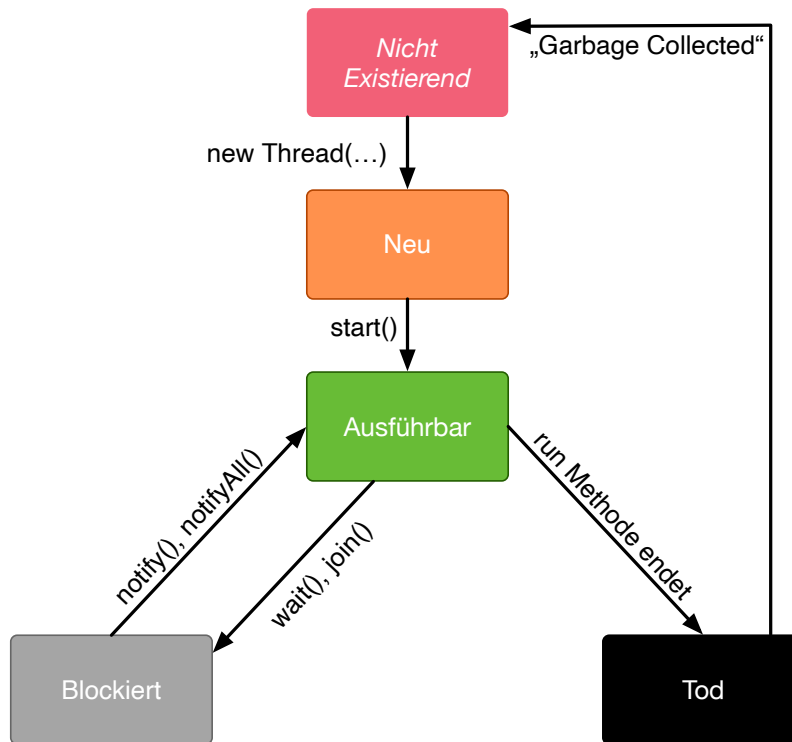 Nicht
Existierend
„Garbage Collected“
new Thread(…)
Neu
start()
Ausführbar
notify(), notifyAll()
wait(), join()
run Methode endet
Blockiert
Tod